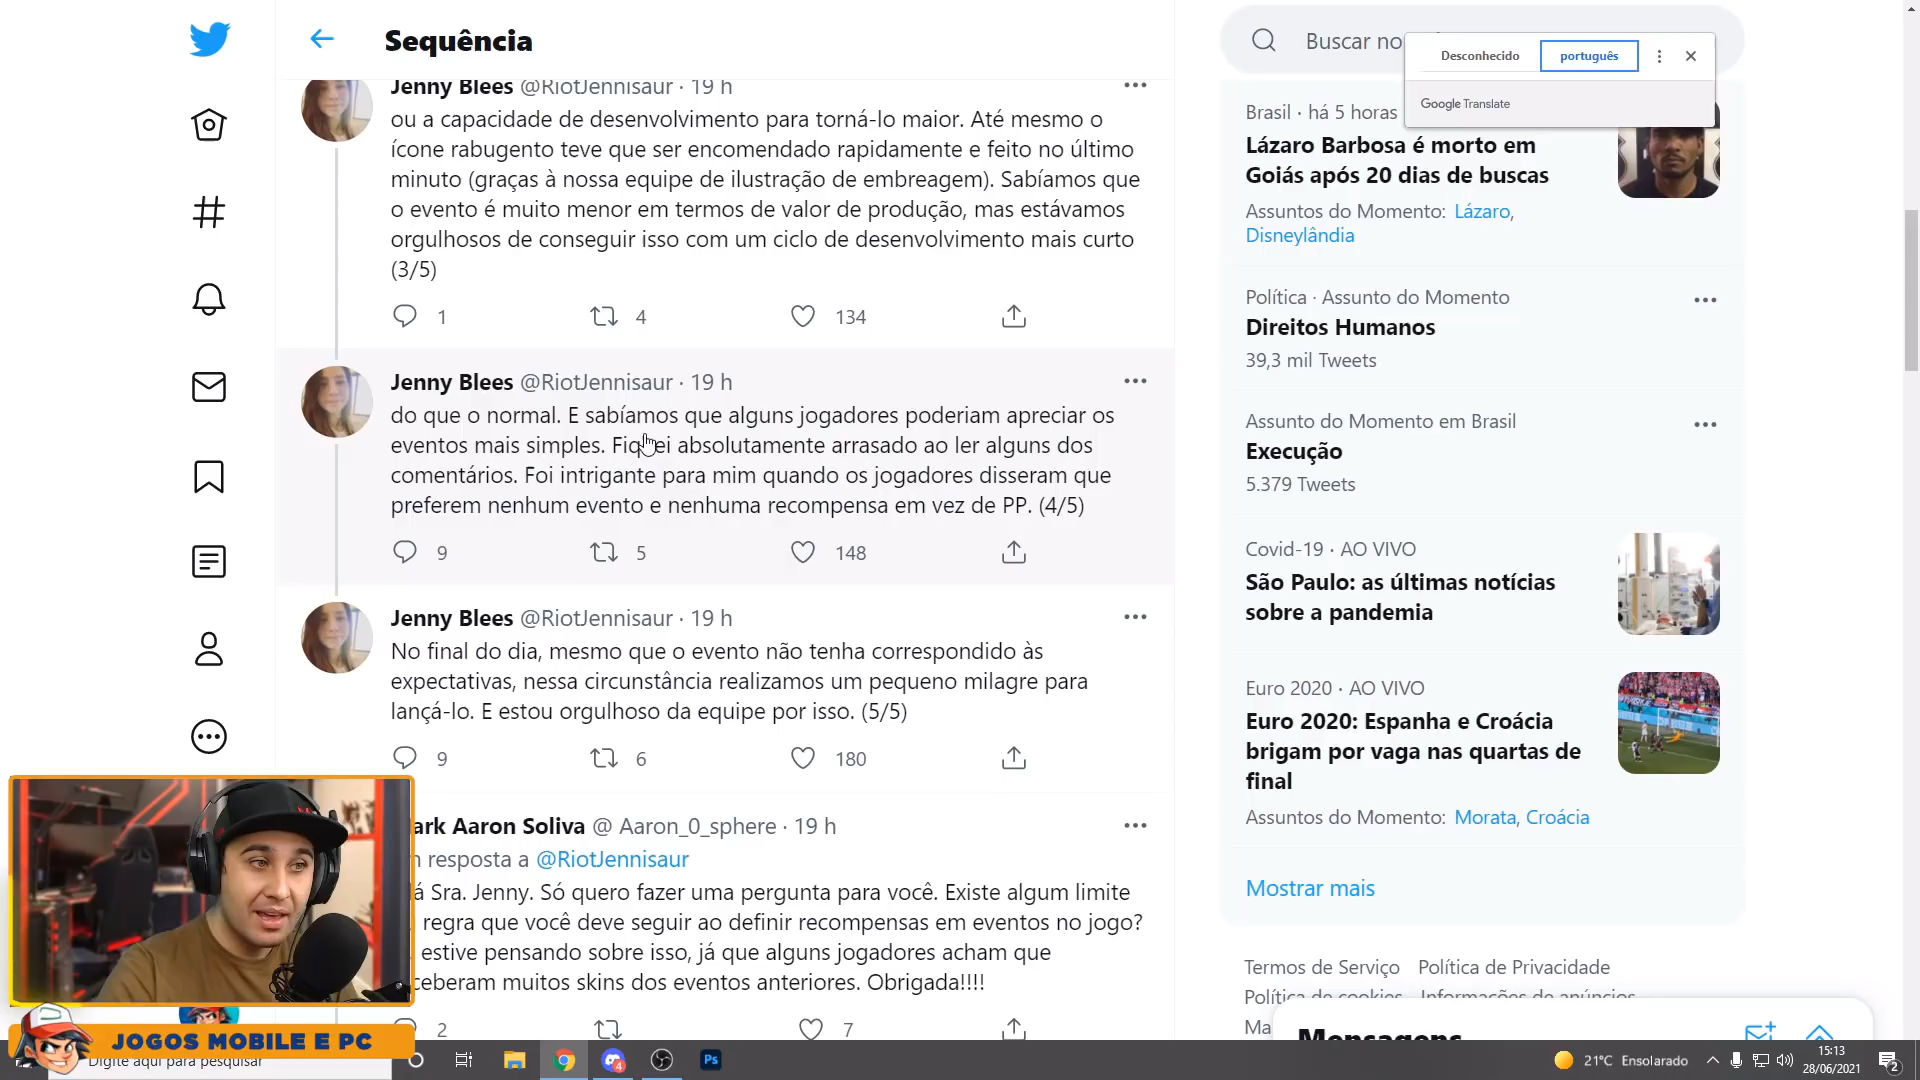 Sequência
Jenny Blees @RiotJennisaur · 19 h
ou a capacidade de desenvolvimento para torná-lo maior. Até mesmo o
ícone rabugento teve que ser encomendado rapidamente e feito no último
minuto (graças à nossa equipe de ilustração de embreagem). Sabíamos que
o evento é muito menor em termos de valor de produção, mas estávamos
orgulhosos de conseguir isso com um ciclo de desenvolvimento mais curto
(3/5)
1 4 134
Jenny Blees @RiotJennisaur · 19 h
do que o normal. E sabíamos que alguns jogadores poderiam apreciar os
eventos mais simples. Fiquei absolutamente arrasado ao ler alguns dos
comentários. Foi intrigante para mim quando os jogadores disseram que
preferem nenhum evento e nenhuma recompensa em vez de PP. (4/5)
9 5 148
Jenny Blees @RiotJennisaur · 19 h
No final do dia, mesmo que o evento não tenha correspondido às
expectativas, nessa circunstância realizamos um pequeno milagre para
lançá-lo. E estou orgulhoso da equipe por isso. (5/5)
9 6 180
ark Aaron Soliva @ Aaron_0_sphere · 19 h
resposta a @RiotJennisaur
Sra. Jenny. Só quero fazer uma pergunta para você. Existe algum limite
regra que você deve seguir ao definir recompensas em eventos no jogo?
estive pensando sobre isso, já que alguns jogadores acham que
ceberam muitos skins dos eventos anteriores. Obrigada!!!!
2 7
Buscar no
Desconhecido português
Google Translate
Brasil · há 5 horas
Lázaro Barbosa é morto em
Goiás após 20 dias de buscas
Assuntos do Momento: Lázaro,
Disneylândia
Política · Assunto do Momento
Direitos Humanos
39,3 mil Tweets
Assunto do Momento em Brasil
Execução
5.379 Tweets
Covid-19 · AO VIVO
São Paulo: as últimas notícias
sobre a pandemia
Euro 2020 · AO VIVO
Euro 2020: Espanha e Croácia
brigam por vaga nas quartas de
final
Assuntos do Momento: Morata, Croácia
Mostrar mais
Termos de Serviço Política de Privacidade
Política de cookies Informações de anúncios
Ma
Mensagens
JOGOS MOBILE E PC
Digite aqui para pesquisar
4
Ps
21°C Ensolarado
15:13
28/06/2021
2